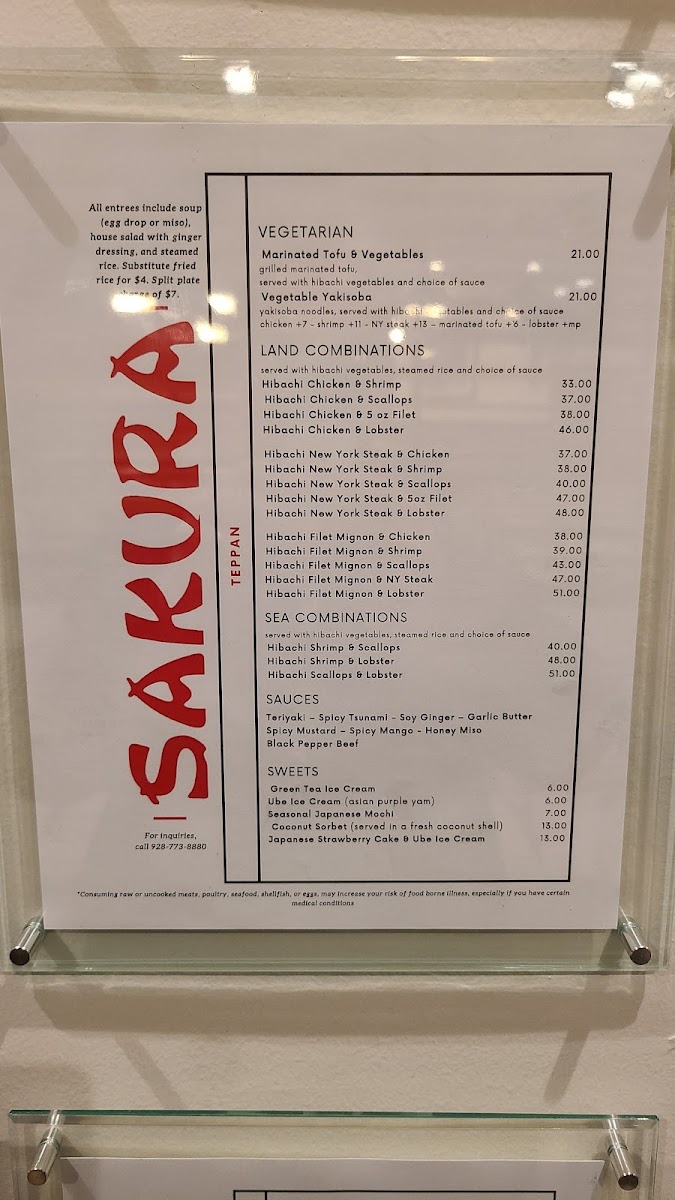 All entrees include soup
(egg drop or miso),
house salad with ginger
dressing, and steamed
rice. Substitute fried
rice for $4. Split plate
charge of $7.
SAKURA
For inquiries,
call 928-773-8880
TEPPAN
VEGETARIAN
Marinated Tofu & Vegetables 21.00
grilled marinated tofu,
served with hibachi vegetables and choice of sauce
Vegetable Yakisoba 21.00
yakisoba noodles, served with hibachi vegetables and choice of sauce
chicken +7 - shrimp +11 - NY steak +13 – marinated tofu +6 - lobster +mp
LAND COMBINATIONS
served with hibachi vegetables, steamed rice and choice of sauce
Hibachi Chicken & Shrimp 33.00
Hibachi Chicken & Scallops 37.00
Hibachi Chicken & 5 oz Filet 38.00
Hibachi Chicken & Lobster 46.00
Hibachi New York Steak & Chicken 37.00
Hibachi New York Steak & Shrimp 38.00
Hibachi New York Steak & Scallops 40.00
Hibachi New York Steak & 5oz Filet 47.00
Hibachi New York Steak & Lobster 48.00
Hibachi Filet Mignon & Chicken 38.00
Hibachi Filet Mignon & Shrimp 39.00
Hibachi Filet Mignon & Scallops 43.00
Hibachi Filet Mignon & NY Steak 47.00
Hibachi Filet Mignon & Lobster 51.00
SEA COMBINATIONS
served with hibachi vegetables, steamed rice and choice of sauce
Hibachi Shrimp & Scallops 40.00
Hibachi Shrimp & Lobster 48.00
Hibachi Scallops & Lobster 51.00
SAUCES
Teriyaki – Spicy Tsunami - Soy Ginger – Garlic Butter
Spicy Mustard – Spicy Mango - Honey Miso
Black Pepper Beef
SWEETS
Green Tea Ice Cream 6.00
Ube Ice Cream (asian purple yam) 6.00
Seasonal Japanese Mochi 7.00
Coconut Sorbet (served in a fresh coconut shell) 13.00
Japanese Strawberry Cake & Ube Ice Cream 13.00
*Consuming raw or uncooked meats, poultry, seafood, shellfish, or eggs, may increase your risk of food borne illness, especially if you have certain
medical conditions